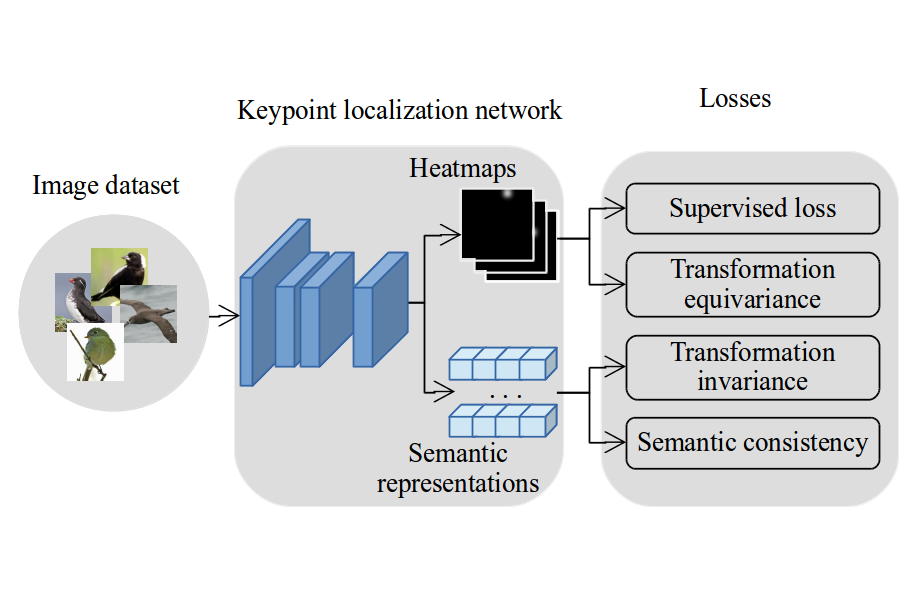 Image dataset
Keypoint localization network
Heatmaps
. . .
Semantic
representations
Losses
Supervised loss
Transformation
equivariance
Transformation
invariance
Semantic consistency